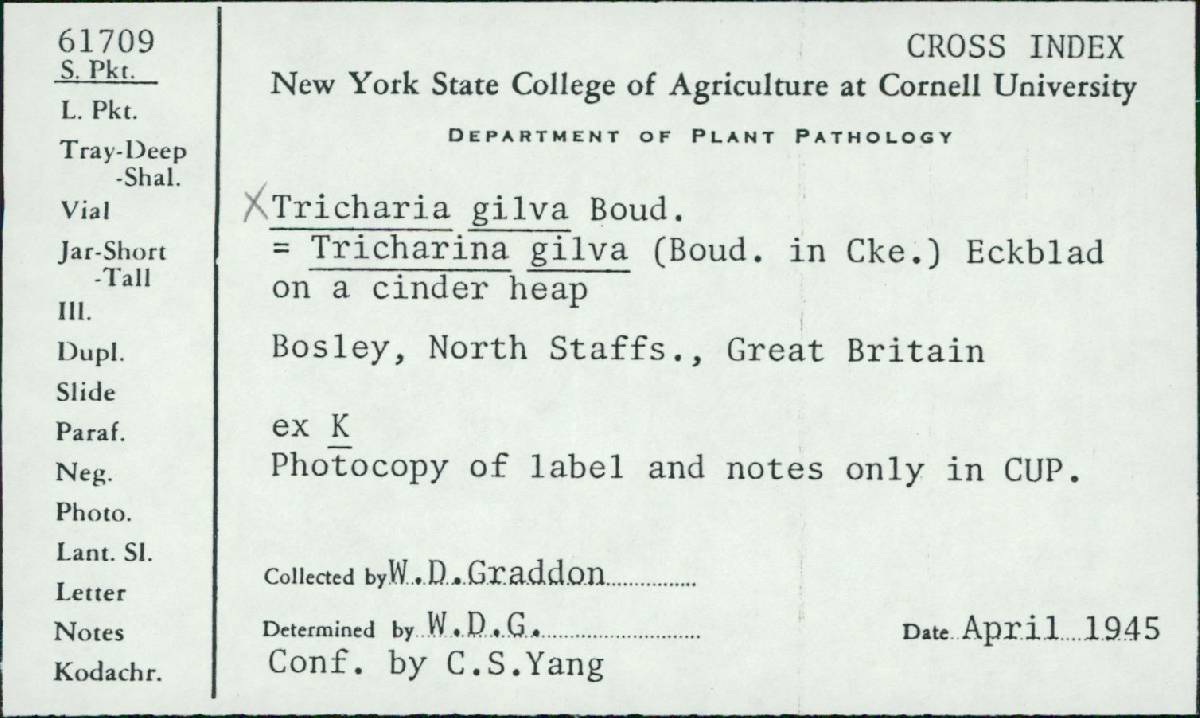 61709
S. Pkt.
L. Pkt.
Tray-Deep
-Shal.
Vial
Jar-Short
-Tall
Ill.
Dupl.
Slide
Paraf.
Neg.
Photo.
Lant. Sl.
Letter
Notes
Kodachr.
CROSS INDEX
New York State College of Agriculture at Cornell University
DEPARTMENT OF PLANT PATHOLOGY
X Tricharia gilva Boud.
= Tricharina gilva (Boud. in Cke.) Eckblad
on a cinder heap
Bosley, North Staffs., Great Britain
ex K
Photocopy of label and notes only in CUP.
Collected by W.D.Graddon
Determined by W.D.G.
Date April 1945
Conf. by C.S.Yang